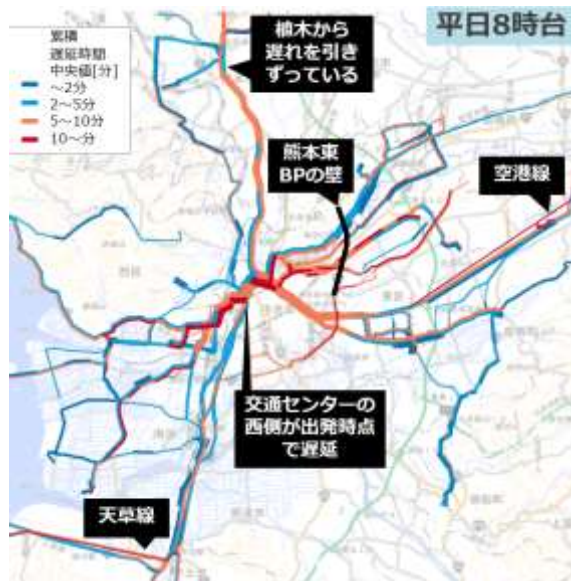 平日8時台
累積
遅延時間
中央値[分]
~2分
2~5分
5~10分
10~分
植木から
遅れを引き
ずっている
熊本東
BPの壁
空港線
交通センターの
西側が出発時点
で遅延
天草線